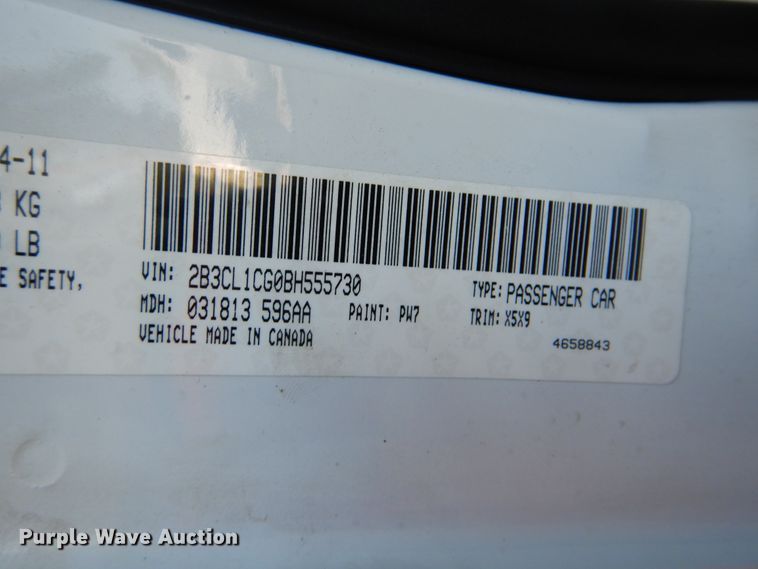 4-11
KG
LB
E SAFETY,
VIN: 2B3CL1CG0BH555730
TYPE: PASSENGER CAR
MDH: 031813 596AA
PAINT: PW7
TRIM: X5X9
VEHICLE MADE IN CANADA
4658843
Purple Wave Auction